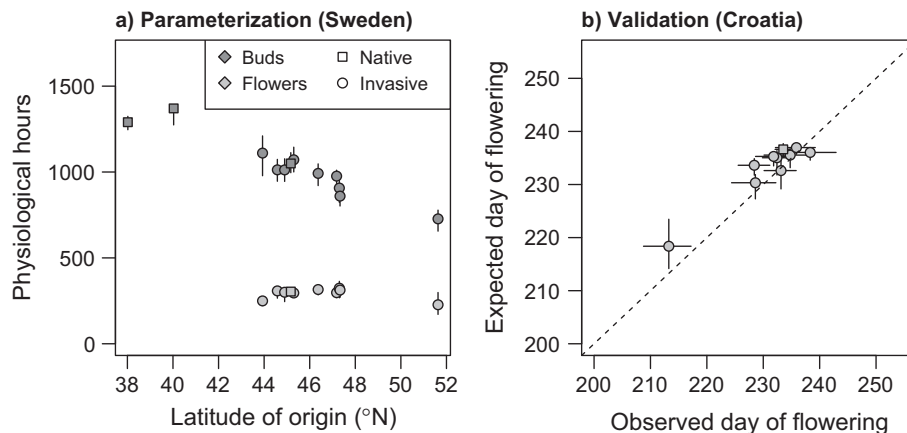 a) Parameterization (Sweden)
Physiological hours
1500
1000
500
0
Buds
Flowers
Native
Invasive
38 40 42 44 46 48 50 52
Latitude of origin (°N)
b) Validation (Croatia)
Expected day of flowering
250
240
230
220
210
200
200 210 220 230 240 250
Observed day of flowering